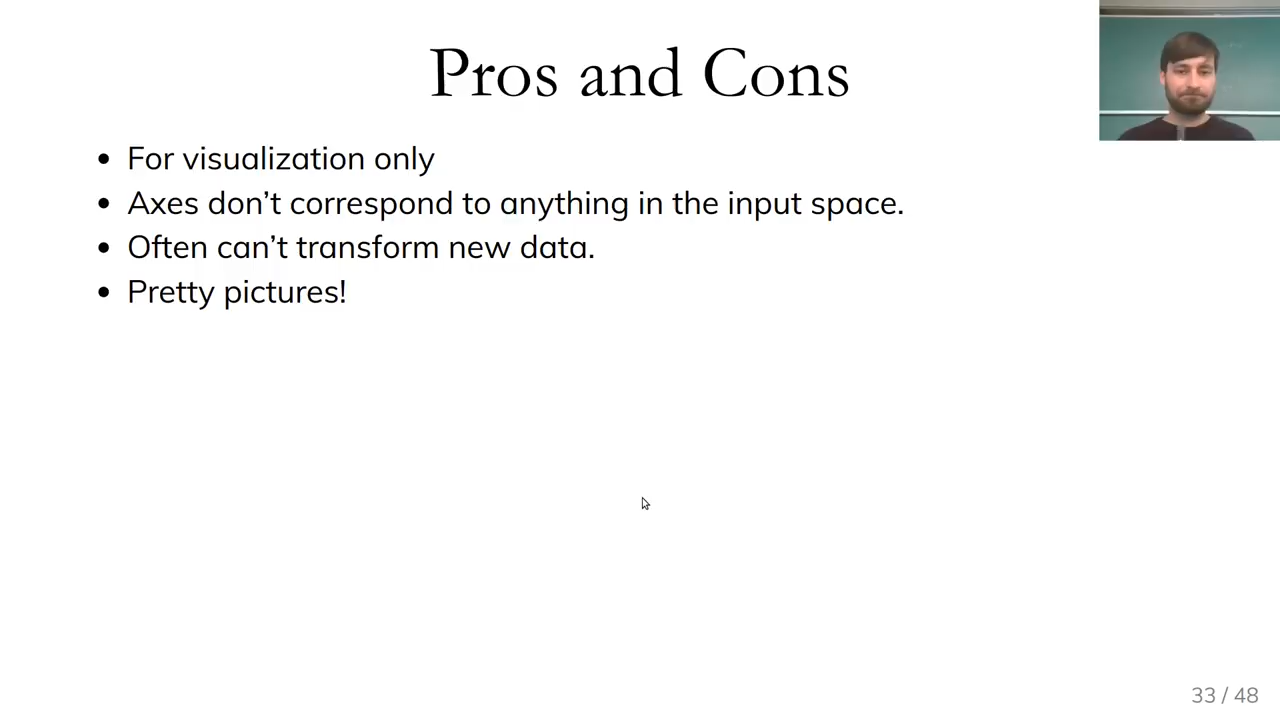 Pros and Cons
• For visualization only
• Axes don’t correspond to anything in the input space.
• Often can’t transform new data.
• Pretty pictures!
33 / 48